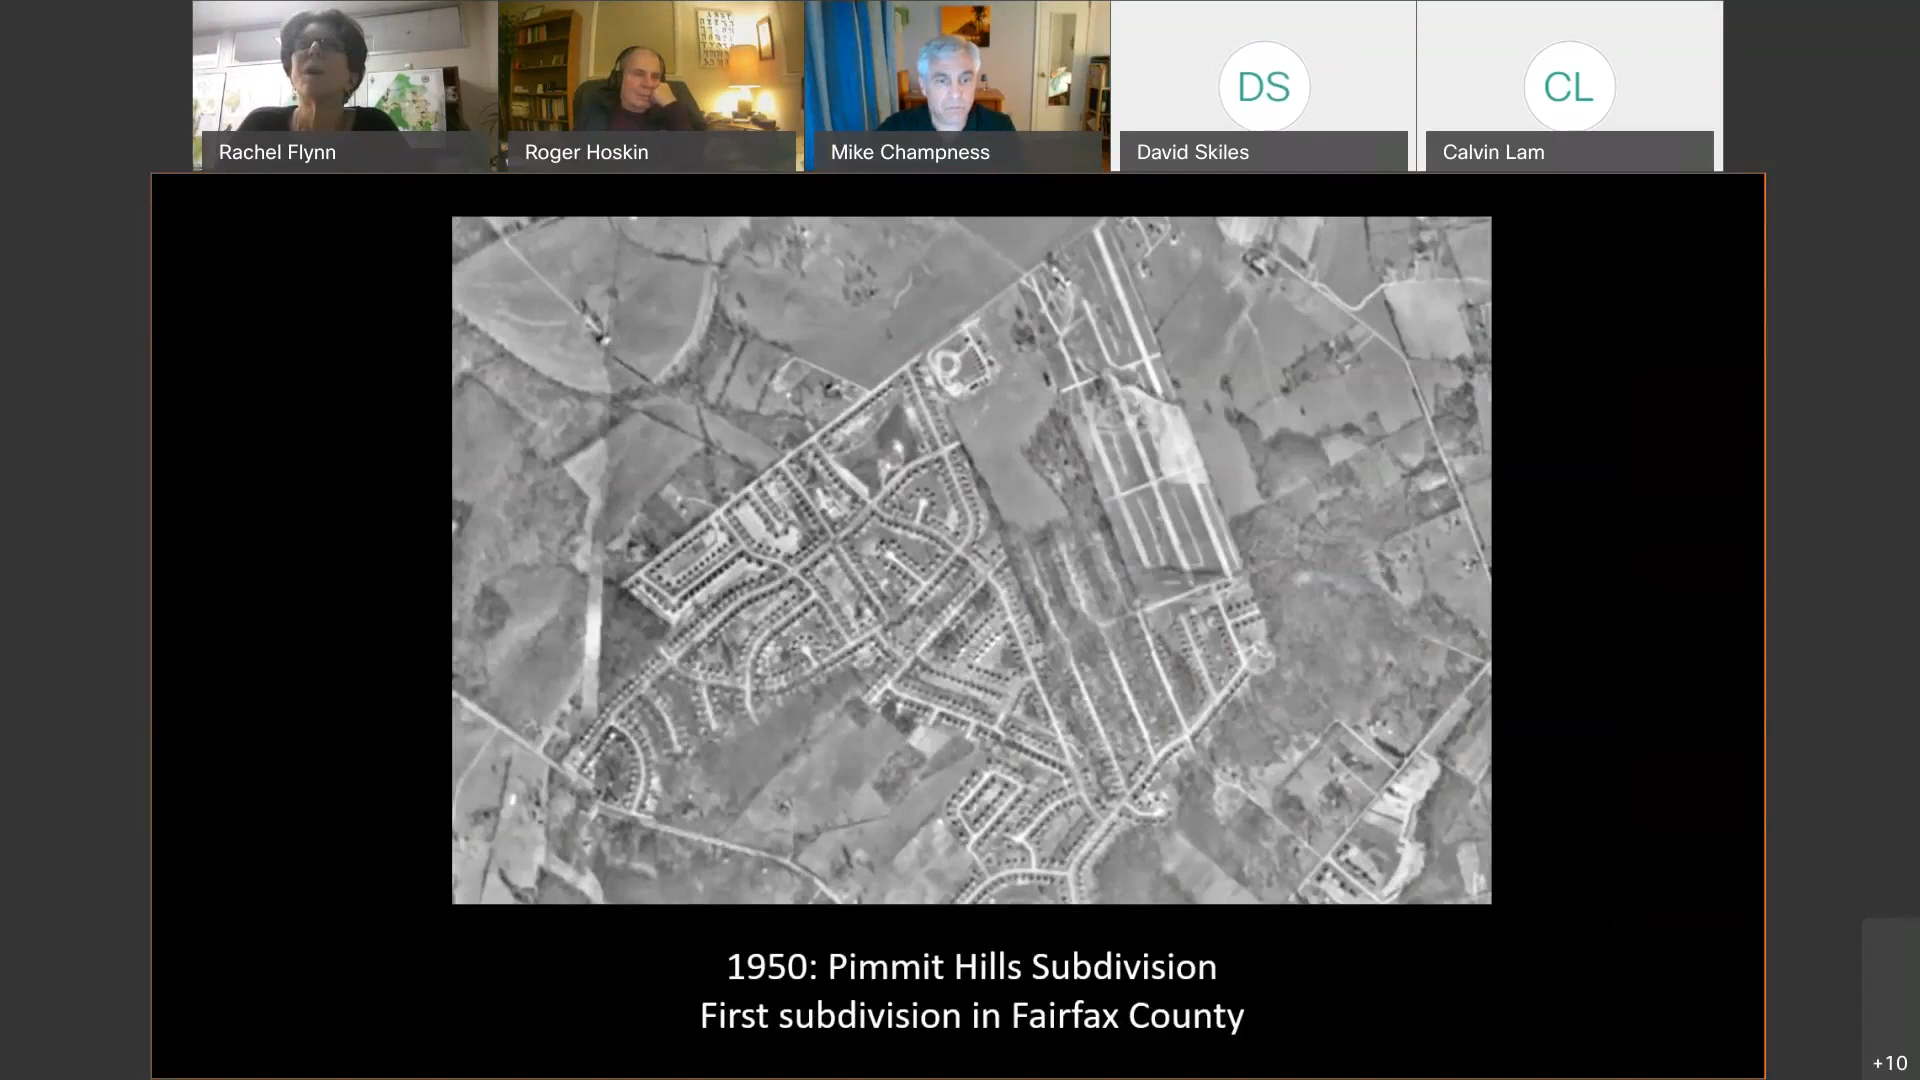 DS
CL
Rachel Flynn
Roger Hoskin
Mike Champness
David Skiles
Calvin Lam
1950: Pimmit Hills Subdivision
First subdivision in Fairfax County
+10